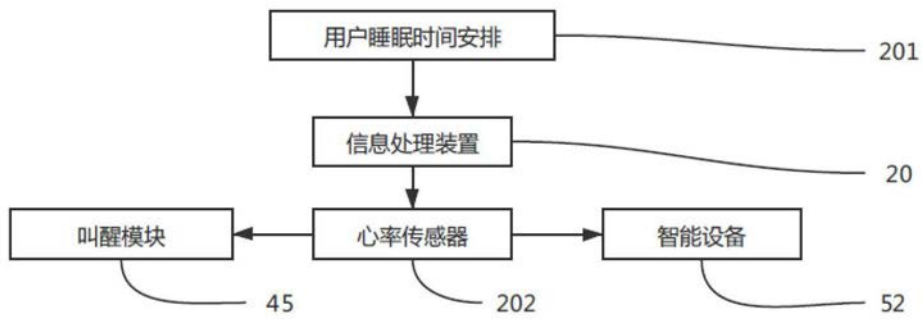 用户睡眠时间安排
201
信息处理装置
20
叫醒模块
心率传感器
智能设备
45
202
52